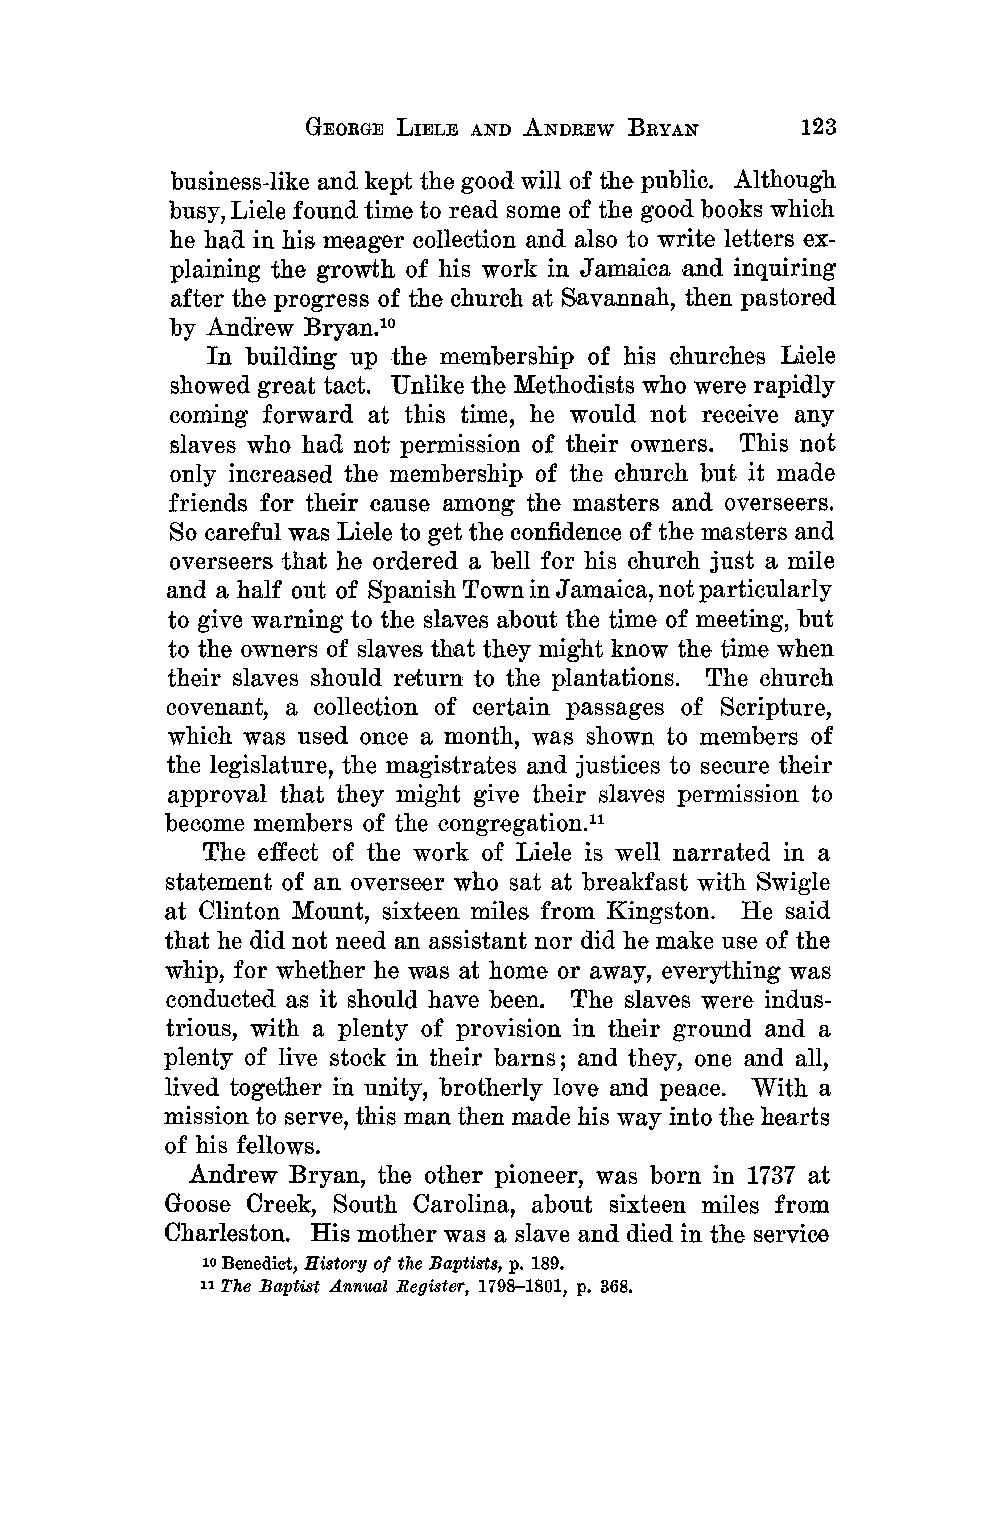 George Liele and Andrew Bryan 123
business-like and kept the good will of the public. Although
busy, Liele found time to read some of the good books which
he had in his meager collection and also to write letters ex-
plaining the growth of his work in Jamaica and inquiring
after the progress of the church at Savannah, then pastored
by Andrew Bryan.¹⁰
In building up the membership of his churches Liele
showed great tact. Unlike the Methodists who were rapidly
coming forward at this time, he would not receive any
slaves who had not permission of their owners. This not
only increased the membership of the church but it made
friends for their cause among the masters and overseers.
So careful was Liele to get the confidence of the masters and
overseers that he ordered a bell for his church just a mile
and a half out of Spanish Town in Jamaica, not particularly
to give warning to the slaves about the time of meeting, but
to the owners of slaves that they might know the time when
their slaves should return to the plantations. The church
covenant, a collection of certain passages of Scripture,
which was used once a month, was shown to members of
the legislature, the magistrates and justices to secure their
approval that they might give their slaves permission to
become members of the congregation.¹¹
The effect of the work of Liele is well narrated in a
statement of an overseer who sat at breakfast with Swigle
at Clinton Mount, sixteen miles from Kingston. He said
that he did not need an assistant nor did he make use of the
whip, for whether he was at home or away, everything was
conducted as it should have been. The slaves were indus-
trious, with a plenty of provision in their ground and a
plenty of live stock in their barns; and they, one and all,
lived together in unity, brotherly love and peace. With a
mission to serve, this man then made his way into the hearts
of his fellows.
Andrew Bryan, the other pioneer, was born in 1737 at
Goose Creek, South Carolina, about sixteen miles from
Charleston. His mother was a slave and died in the service
¹⁰ Benedict, History of the Baptists, p. 189.
¹¹ The Baptist Annual Register, 1798–1801, p. 368.